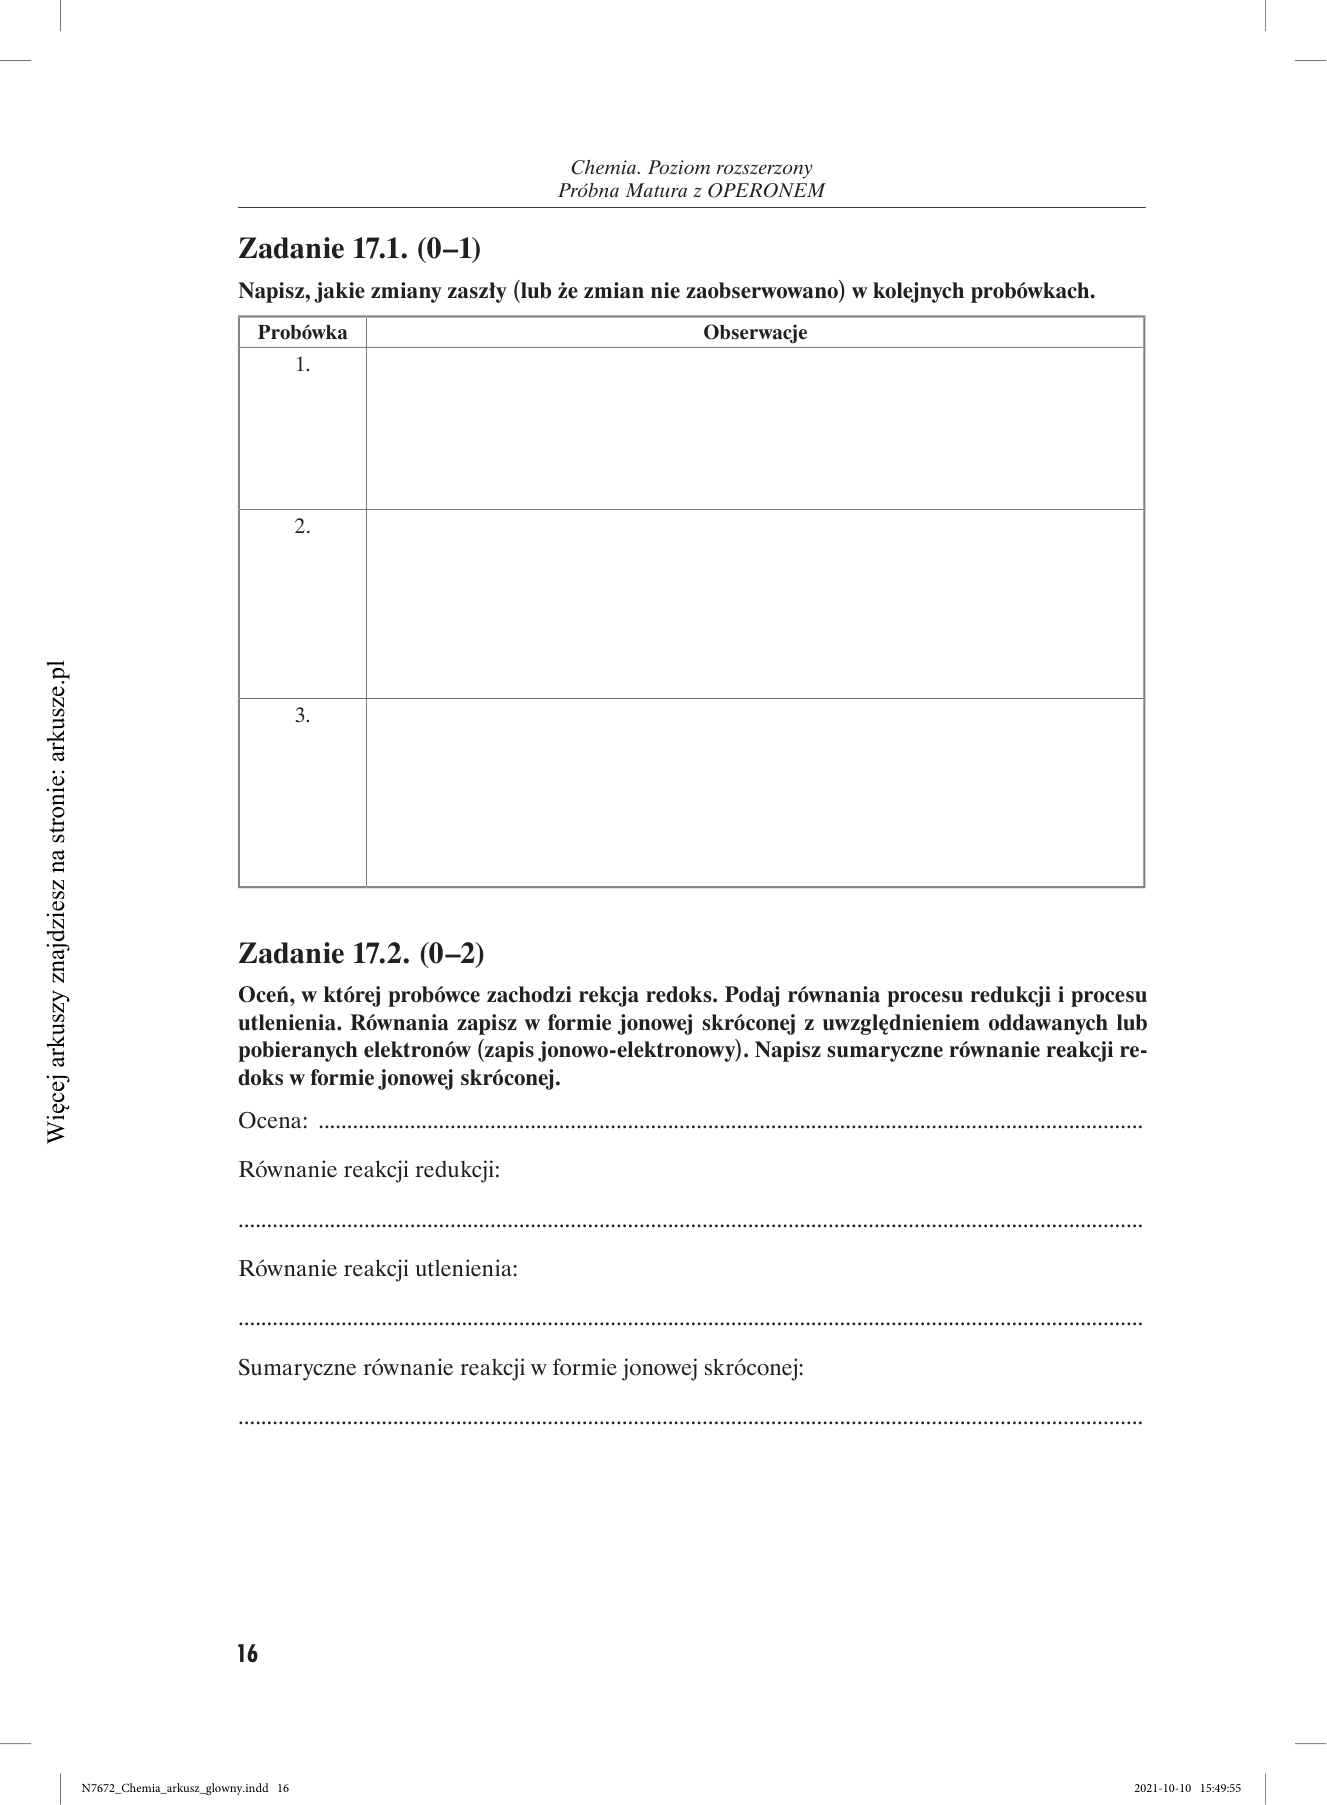 Chemia. Poziom rozszerzony
Próbna Matura z OPERONEM
Zadanie 17.1. (0–1)
Napisz, jakie zmiany zaszły (lub że zmian nie zaobserwowano) w kolejnych probówkach.
Probówka Obserwacje
1.
2.
3.
Zadanie 17.2. (0–2)
Oceń, w której probówce zachodzi rekcja redoks. Podaj równania procesu redukcji i procesu
utlenienia. Równania zapisz w formie jonowej skróconej z uwzględnieniem oddawanych lub
pobieranych elektronów (zapis jonowo-elektronowy). Napisz sumaryczne równanie reakcji re-
doks w formie jonowej skróconej.
Ocena: ................................................................................
Równanie reakcji redukcji:
................................................................................
Równanie reakcji utlenienia:
................................................................................
Sumaryczne równanie reakcji w formie jonowej skróconej:
................................................................................
16
Więcej arkuszy znajdziesz na stronie: arkusze.pl
N7672_Chemia_arkusz_glowny.indd 16 2021-10-10 15:49:55